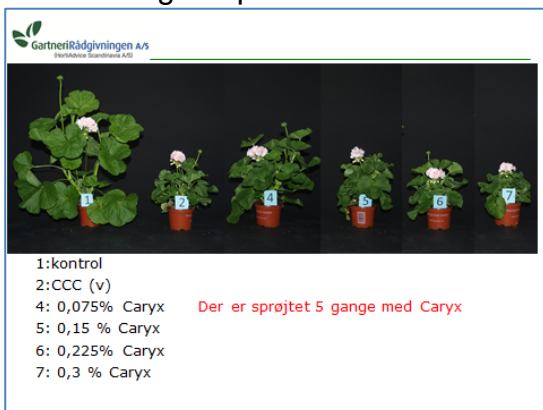 GartneriRådgivningen A/S
(HortiAdvice Scandinavia A/S)
1 2 4 5 6 7
1:kontrol
2:CCC (v)
4: 0,075% Caryx Der er sprøjtet 5 gange med Caryx
5: 0,15 % Caryx
6: 0,225% Caryx
7: 0,3 % Caryx